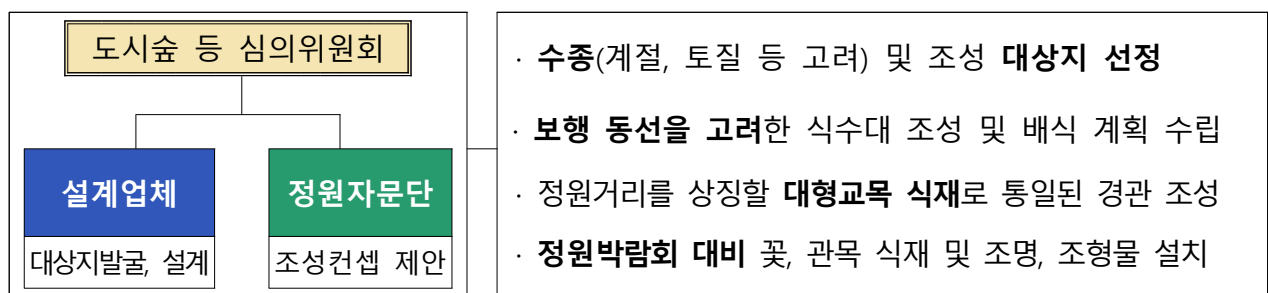 도시숲 등 심의위원회
설계업체
대상지발굴, 설계
정원자문단
조성컨셉 제안
· 수종(계절, 토질 등 고려) 및 조성 대상지 선정
· 보행 동선을 고려한 식수대 조성 및 배식 계획 수립
· 정원거리를 상징할 대형교목 식재로 통일된 경관 조성
· 정원박람회 대비 꽃, 관목 식재 및 조명, 조형물 설치